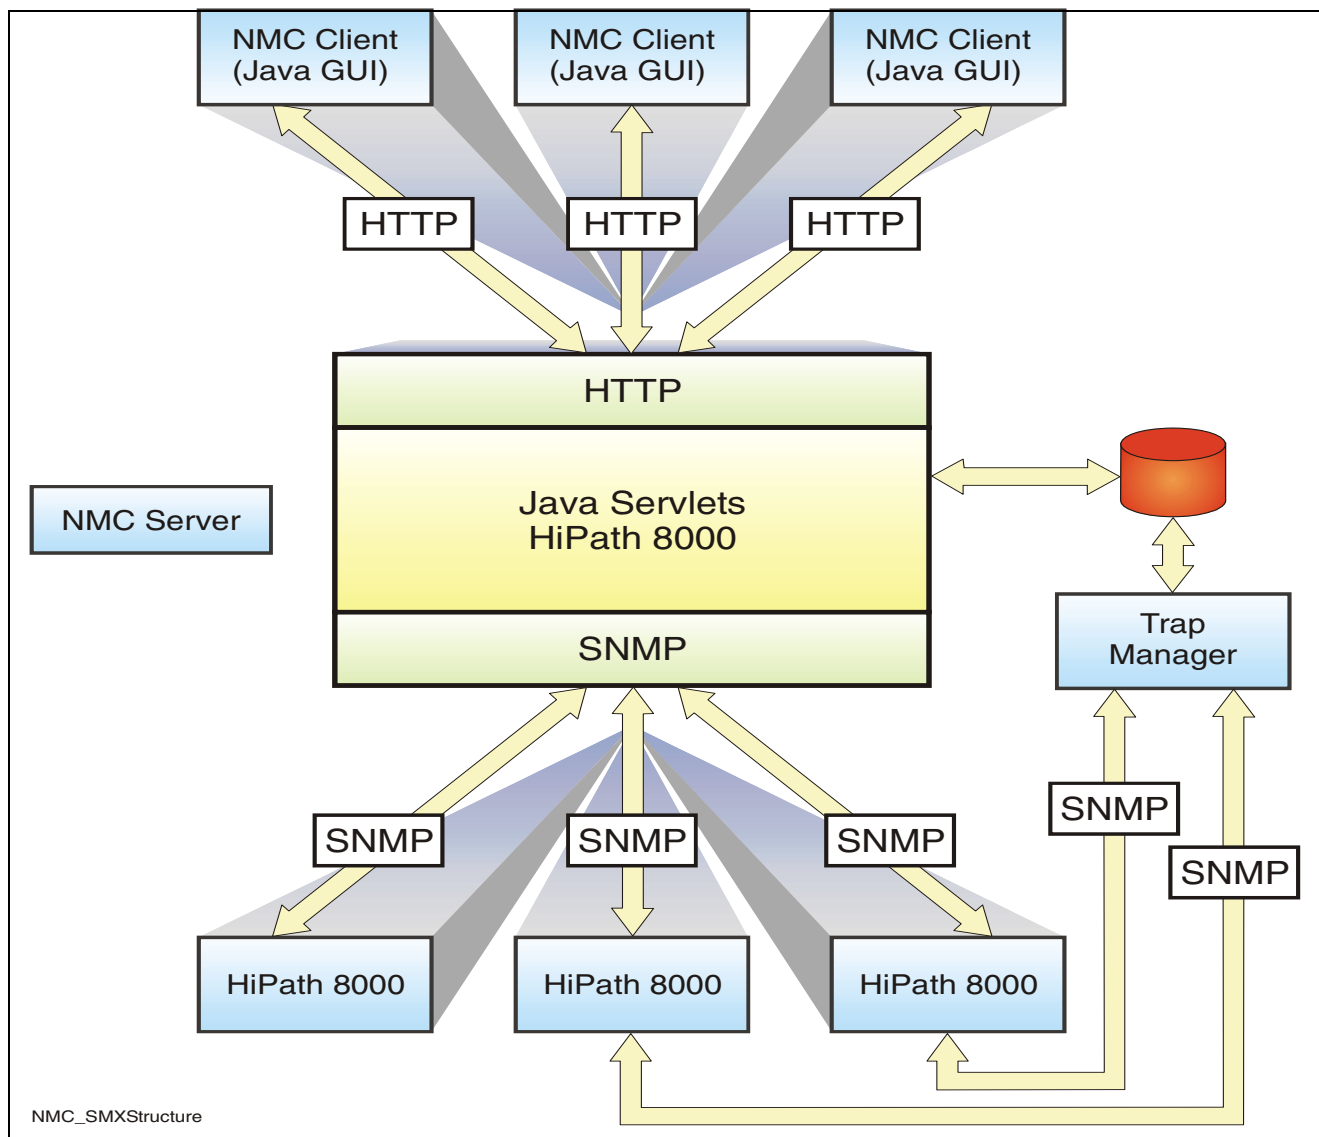 NMC Client
(Java GUI)
NMC Client
(Java GUI)
NMC Client
(Java GUI)
HTTP
HTTP
HTTP
HTTP
Java Servlets
HiPath 8000
NMC Server
SNMP
Trap
Manager
SNMP
SNMP
SNMP
SNMP
SNMP
HiPath 8000
HiPath 8000
HiPath 8000
NMC_SMXStructure